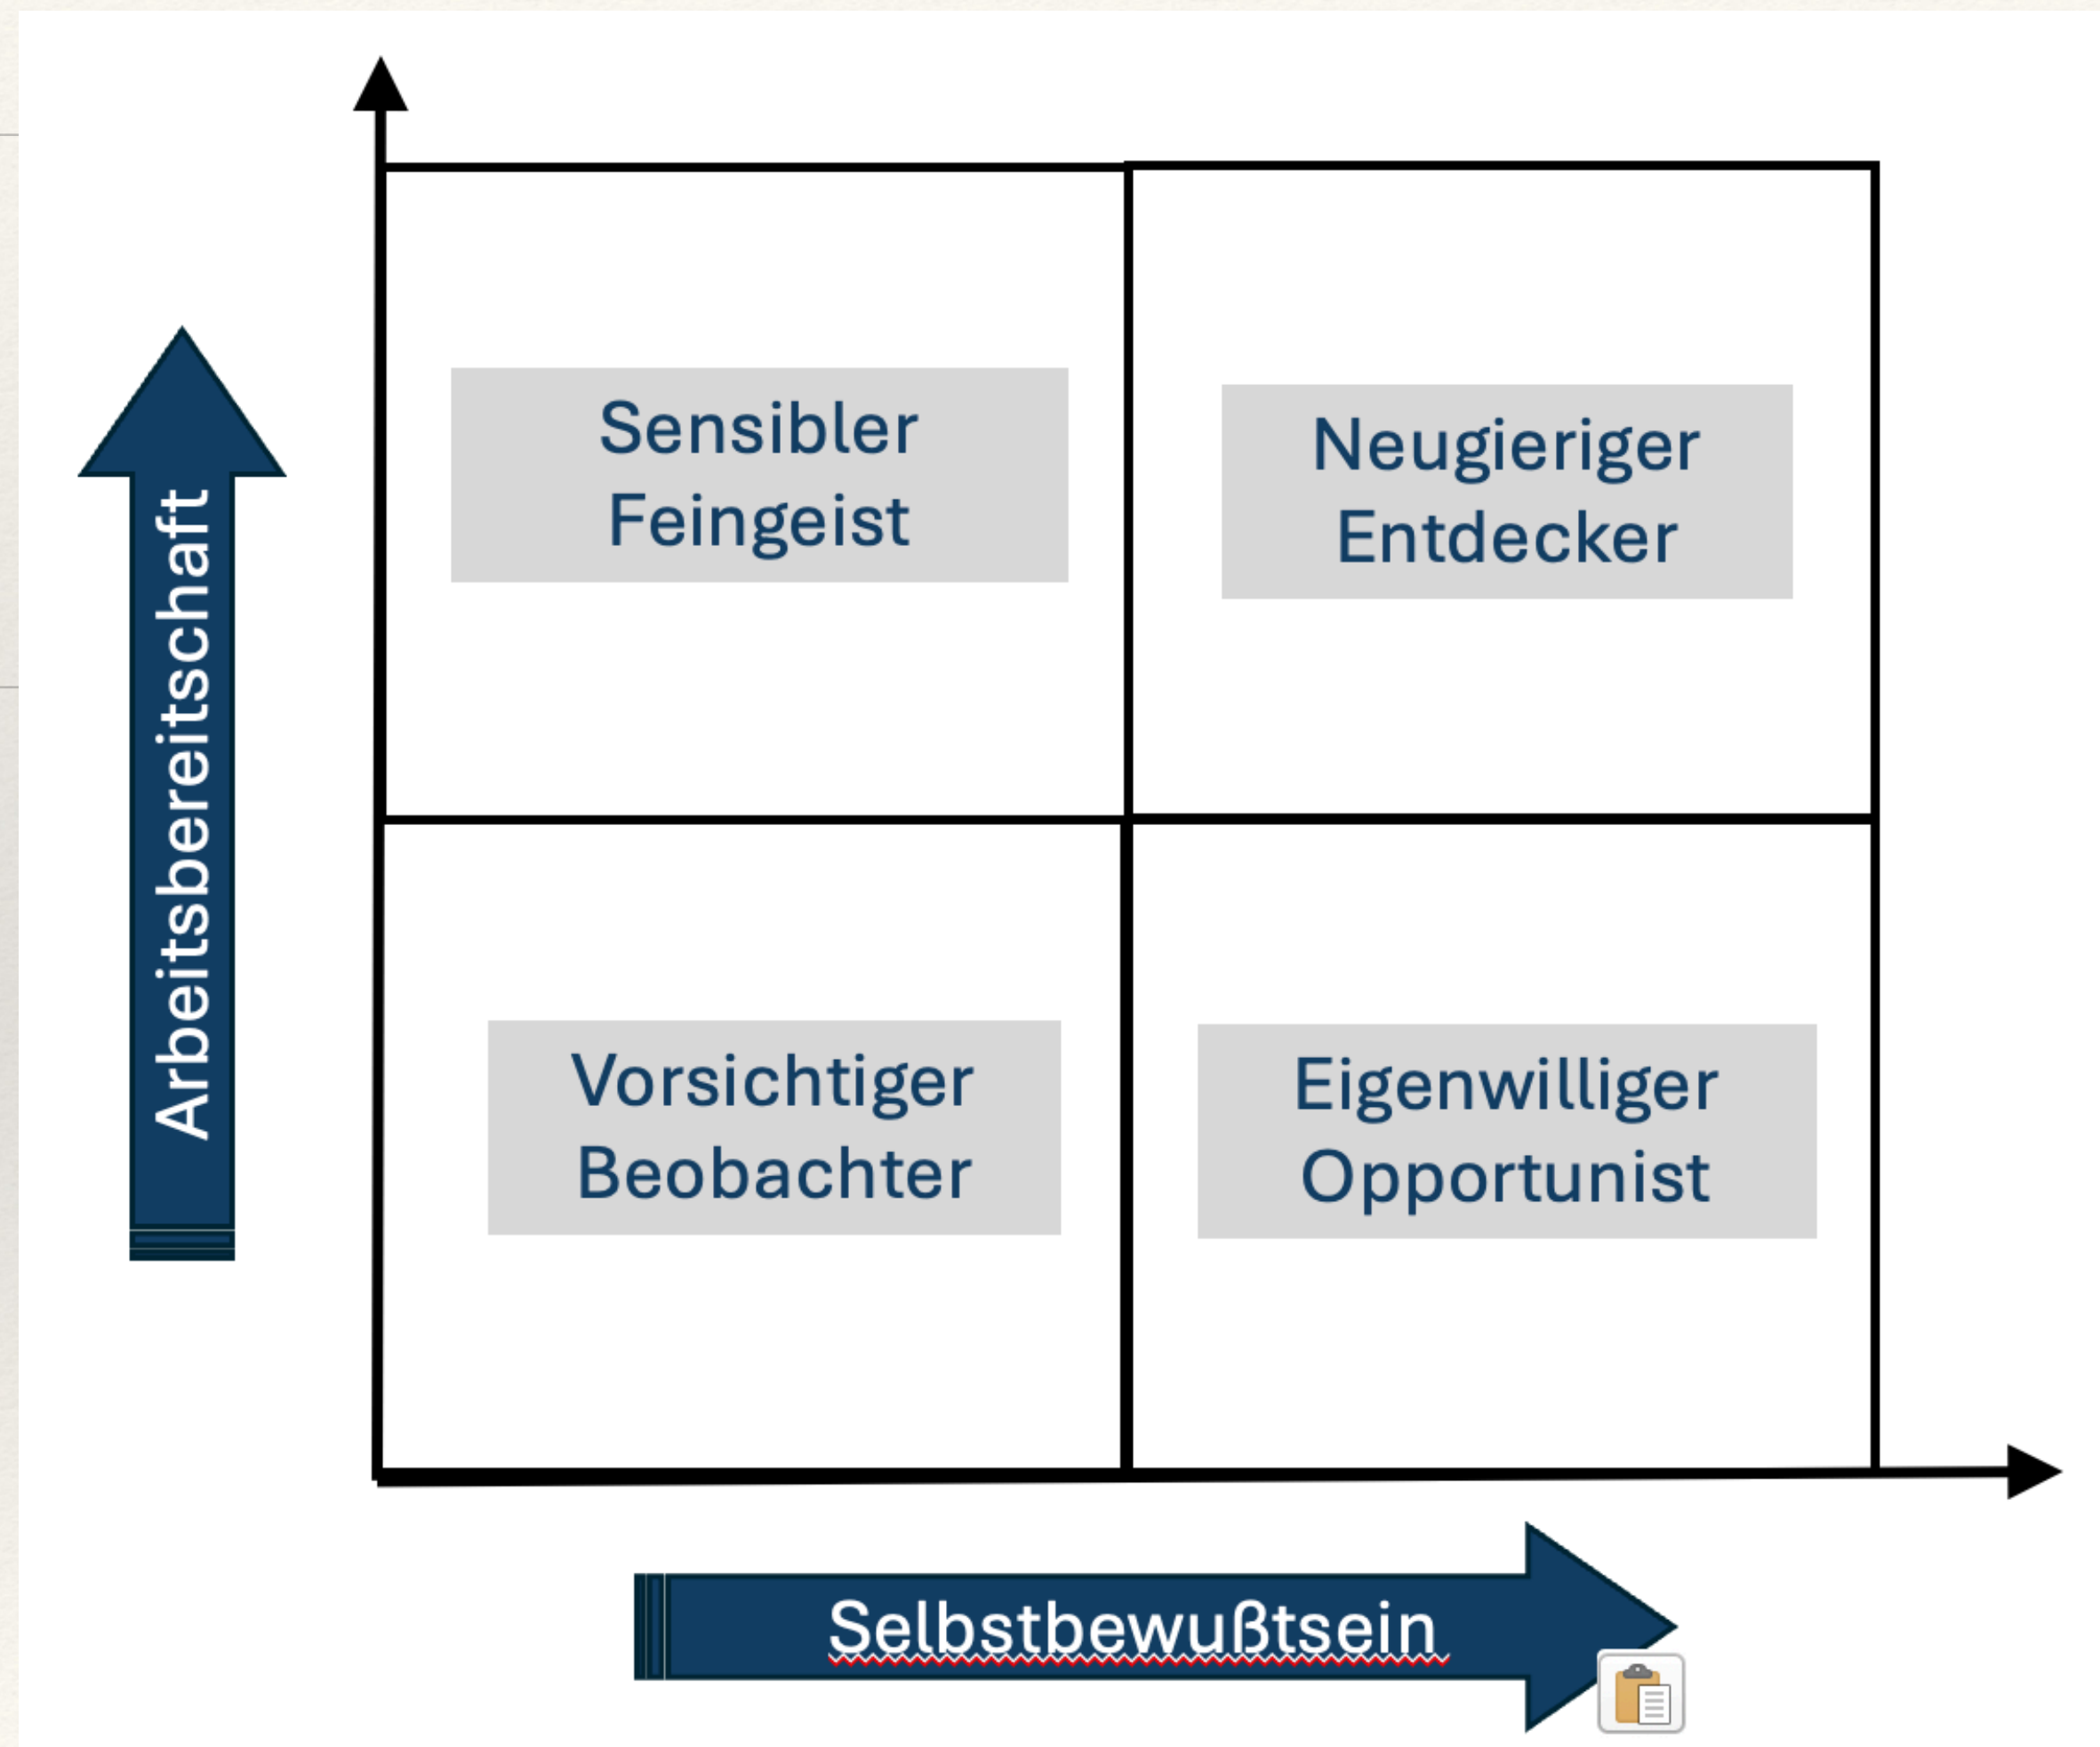 Sensibler
Feingeist
Neugieriger
Entdecker
Arbeitsbereitschaft
Vorsichtiger
Beobachter
Eigenwilliger
Opportunist
Selbstbewußtsein